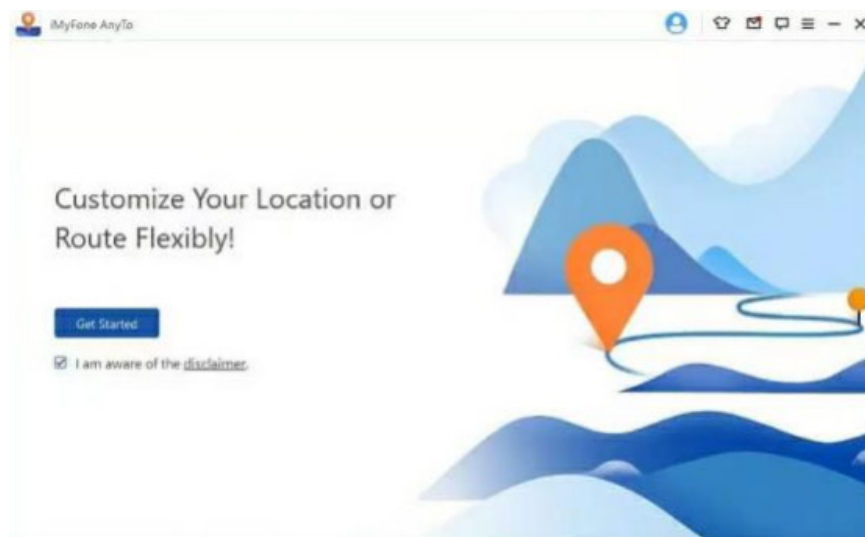 iMyFone AnyTo
Customize Your Location or
Route Flexibly!
Get Started
I am aware of the disclaimer.